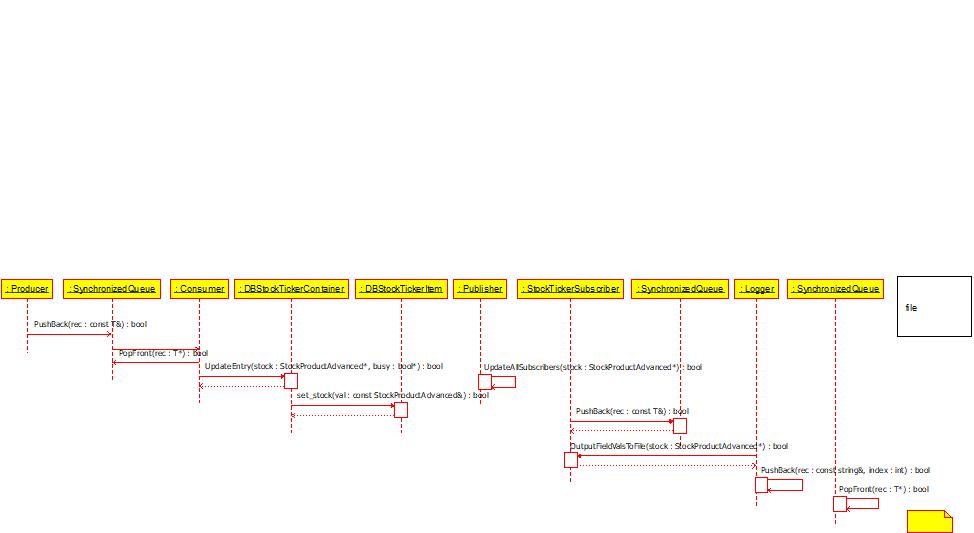 : Producer
: SynchronizedQueue
: Consumer
: DBStockTickerContainer
: DBStockTickerItem
: Publisher
: StockTickerSubscriber
: SynchronizedQueue
: Logger
: SynchronizedQueue
file
PushBack(rec : const T&) : bool
PopFront(rec : T*) : bool
UpdateEntry(stock : StockProductAdvanced*, busy : bool*) : bool
UpdateAllSubscribers(stock : StockProductAdvanced*) : bool
set_stock(val : const StockProductAdvanced&) : bool
PushBack(rec : const T&) : bool
OutputFieldValsToFile(stock : StockProductAdvanced*) : bool
PushBack(rec : const string&, index : int) : bool
PopFront(rec : T*) : bool